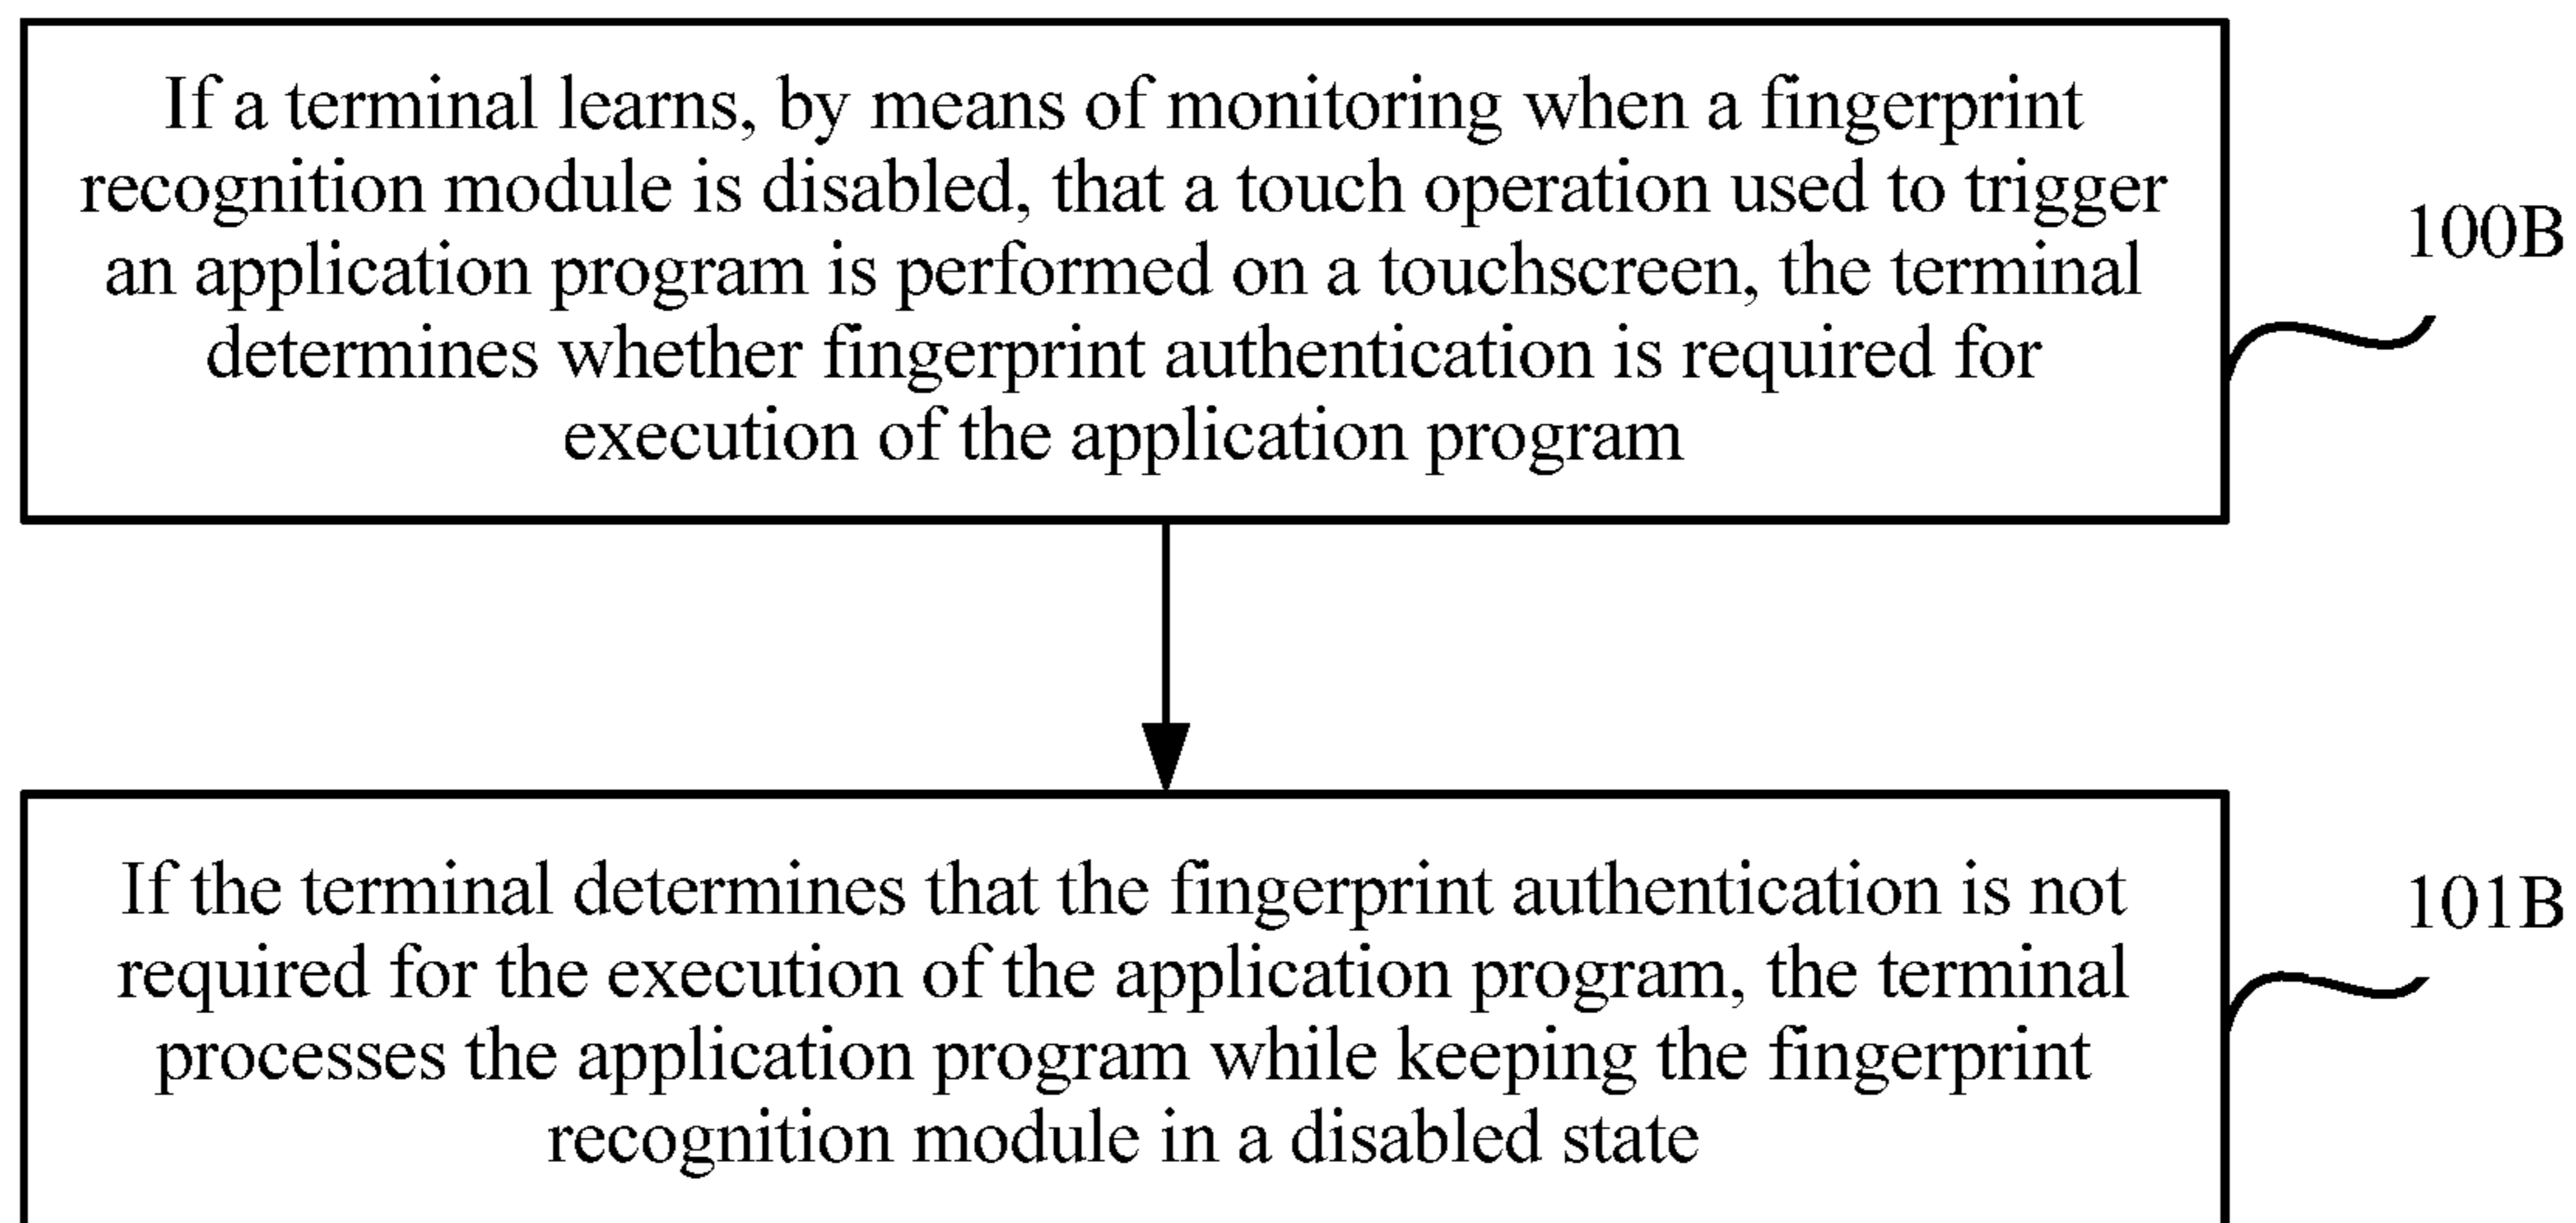 If a terminal learns, by means of monitoring when a fingerprint
recognition module is disabled, that a touch operation used to trigger
an application program is performed on a touchscreen, the terminal
determines whether fingerprint authentication is required for
execution of the application program
100B
If the terminal determines that the fingerprint authentication is not
required for the execution of the application program, the terminal
processes the application program while keeping the fingerprint
recognition module in a disabled state
101B